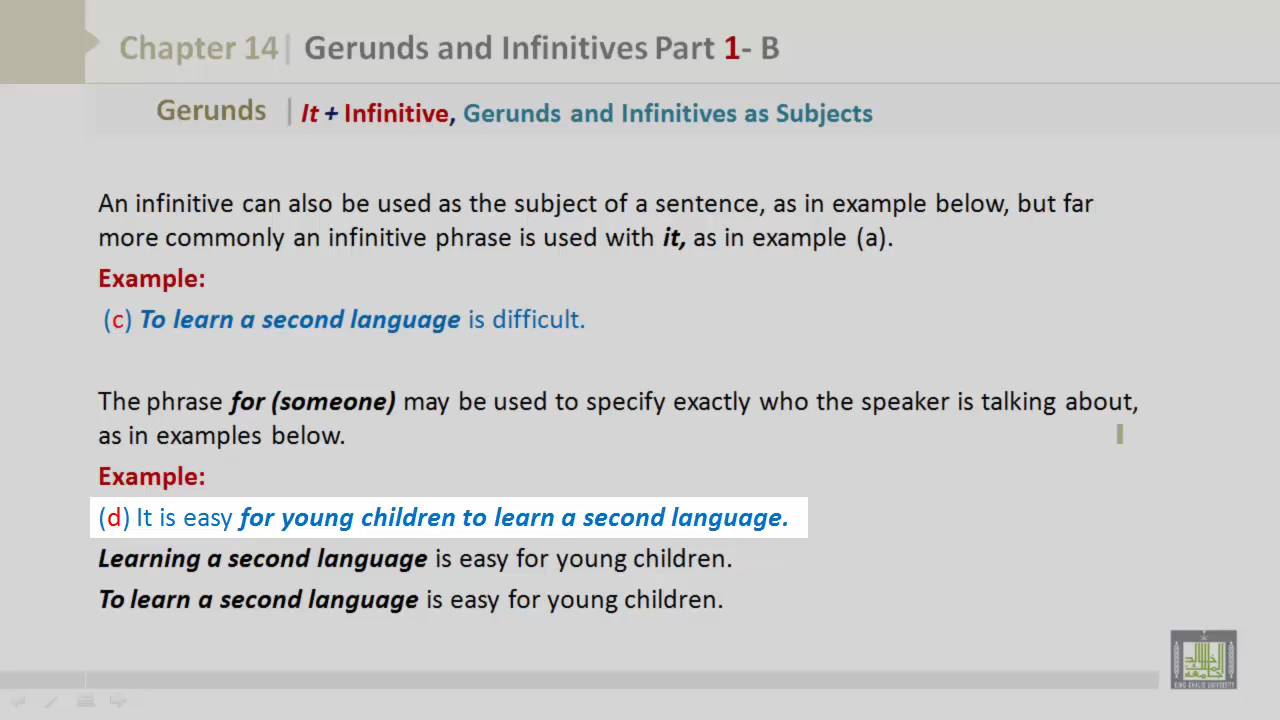 Chapter 14| Gerunds and Infinitives Part 1- B
Gerunds | It + Infinitive, Gerunds and Infinitives as Subjects
An infinitive can also be used as the subject of a sentence, as in example below, but far
more commonly an infinitive phrase is used with it, as in example (a).
Example:
(c) To learn a second language is difficult.
The phrase for (someone) may be used to specify exactly who the speaker is talking about,
as in examples below.
Example:
(d) It is easy for young children to learn a second language.
Learning a second language is easy for young children.
To learn a second language is easy for young children.
KING KHALID UNIVERSITY